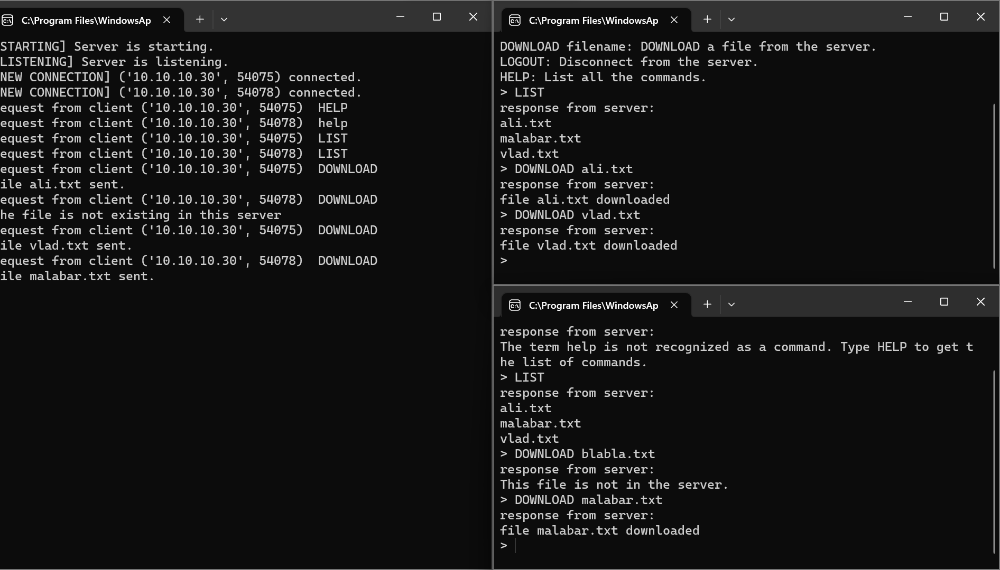 C:\Program Files\WindowsAp
STARTING] Server is starting.
LISTENING] Server is listening.
NEW CONNECTION] ('10.10.10.30', 54075) connected.
NEW CONNECTION] ('10.10.10.30', 54078) connected.
equest from client ('10.10.10.30', 54075)  HELP
equest from client ('10.10.10.30', 54078)  help
equest from client ('10.10.10.30', 54075)  LIST
equest from client ('10.10.10.30', 54078)  LIST
equest from client ('10.10.10.30', 54075)  DOWNLOAD
ile ali.txt sent.
equest from client ('10.10.10.30', 54078)  DOWNLOAD
he file is not existing in this server
equest from client ('10.10.10.30', 54075)  DOWNLOAD
ile vlad.txt sent.
equest from client ('10.10.10.30', 54078)  DOWNLOAD
ile malabar.txt sent.
C:\Program Files\WindowsAp
DOWNLOAD filename: DOWNLOAD a file from the server.
LOGOUT: Disconnect from the server.
HELP: List all the commands.
> LIST
response from server:
ali.txt
malabar.txt
vlad.txt
> DOWNLOAD ali.txt
response from server:
file ali.txt downloaded
> DOWNLOAD vlad.txt
response from server:
file vlad.txt downloaded
>
C:\Program Files\WindowsAp
response from server:
The term help is not recognized as a command. Type HELP to get t
he list of commands.
> LIST
response from server:
ali.txt
malabar.txt
vlad.txt
> DOWNLOAD blabla.txt
response from server:
This file is not in the server.
> DOWNLOAD malabar.txt
response from server:
file malabar.txt downloaded
>